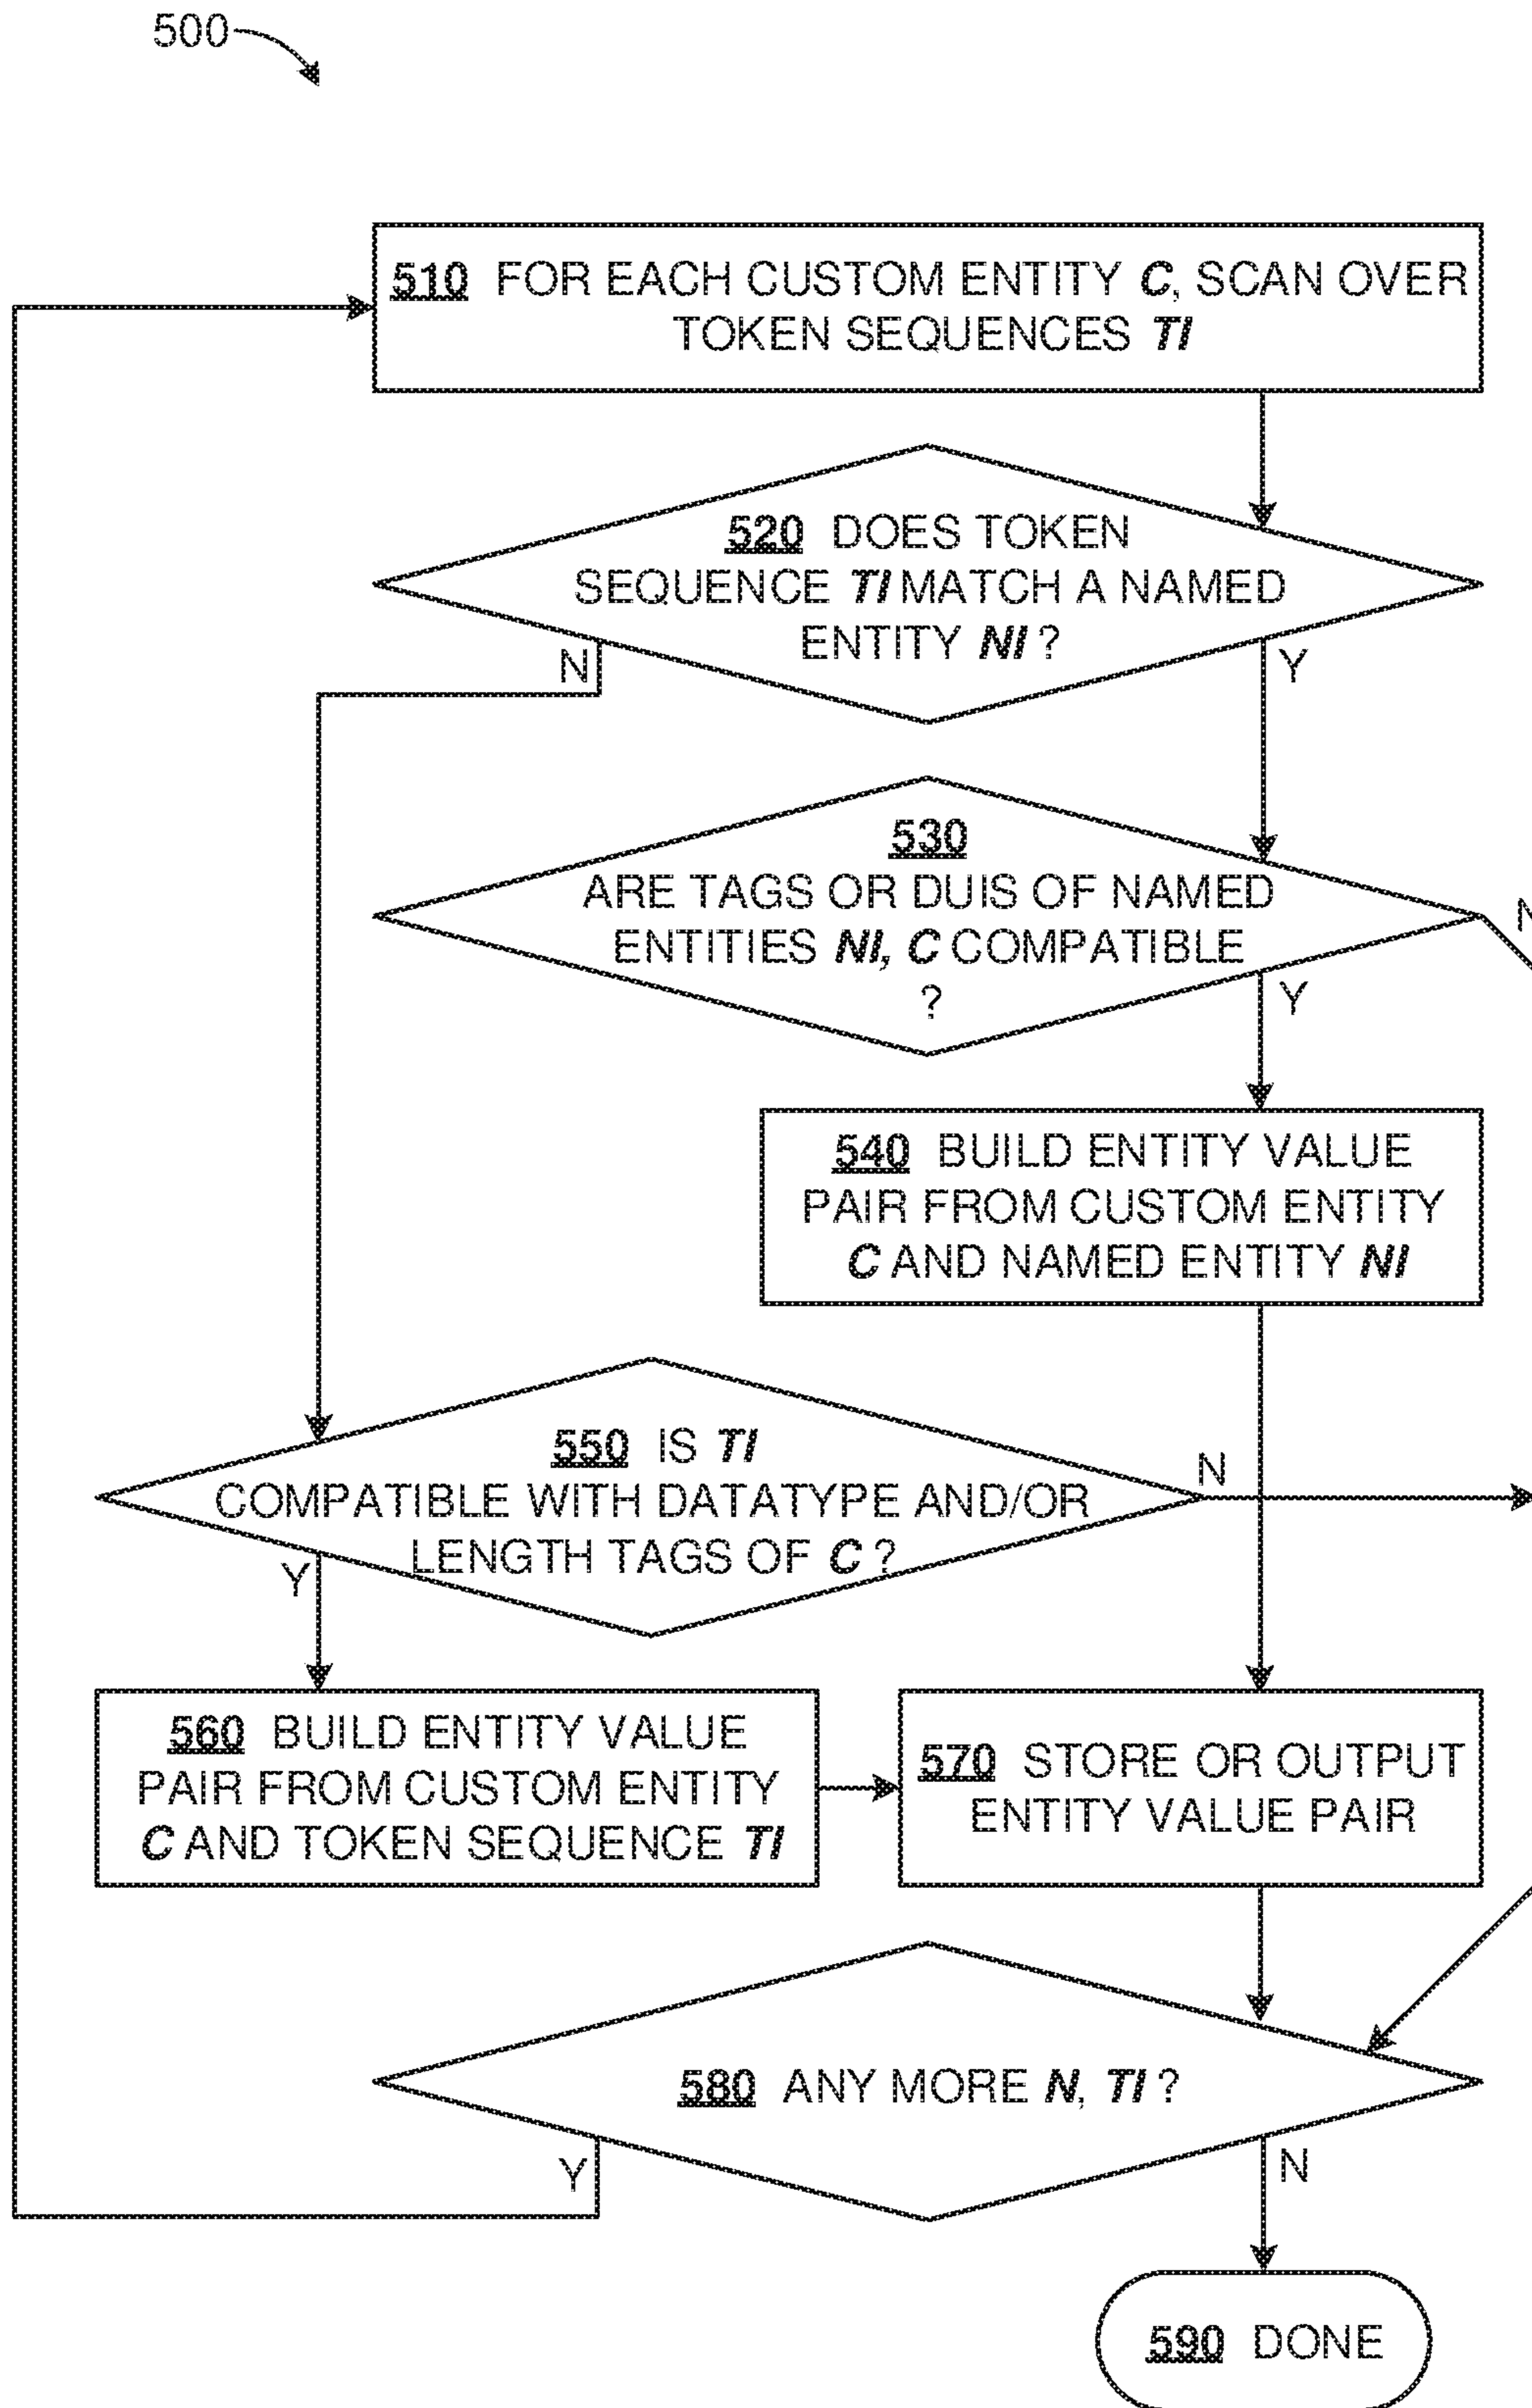 500
510 FOR EACH CUSTOM ENTITY C, SCAN OVER
TOKEN SEQUENCES TI
520 DOES TOKEN
SEQUENCE TI MATCH A NAMED
ENTITY NI ?
N
Y
530
ARE TAGS OR DUIS OF NAMED
ENTITIES NI, C COMPATIBLE
?
N
Y
540 BUILD ENTITY VALUE
PAIR FROM CUSTOM ENTITY
C AND NAMED ENTITY NI
550 IS TI
COMPATIBLE WITH DATATYPE AND/OR
LENGTH TAGS OF C ?
N
Y
560 BUILD ENTITY VALUE
PAIR FROM CUSTOM ENTITY
C AND TOKEN SEQUENCE TI
570 STORE OR OUTPUT
ENTITY VALUE PAIR
580 ANY MORE N, TI ?
Y
N
590 DONE